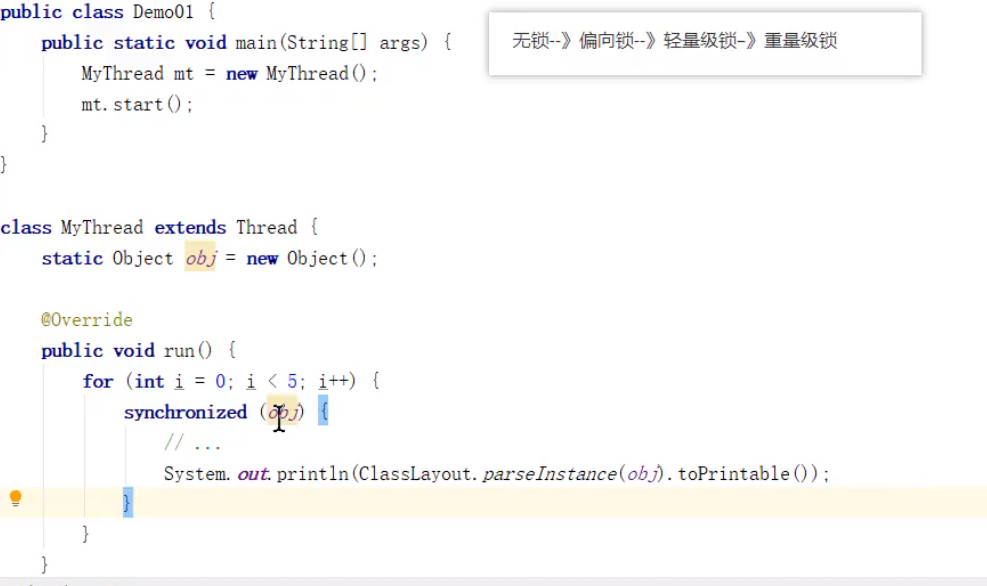 public class Demo01 {
无锁--》偏向锁--》轻量级锁-》重量级锁
public static void main(String[] args) {
MyThread mt = new MyThread();
mt.start();
}
}
class MyThread extends Thread {
static Object obj = new Object();
@Override
public void run() {
for (int i = 0; i < 5; i++) {
synchronized (obj) {
// ...
System.out.println(ClassLayout.parseInstance(obj).toPrintable());
}
}
}